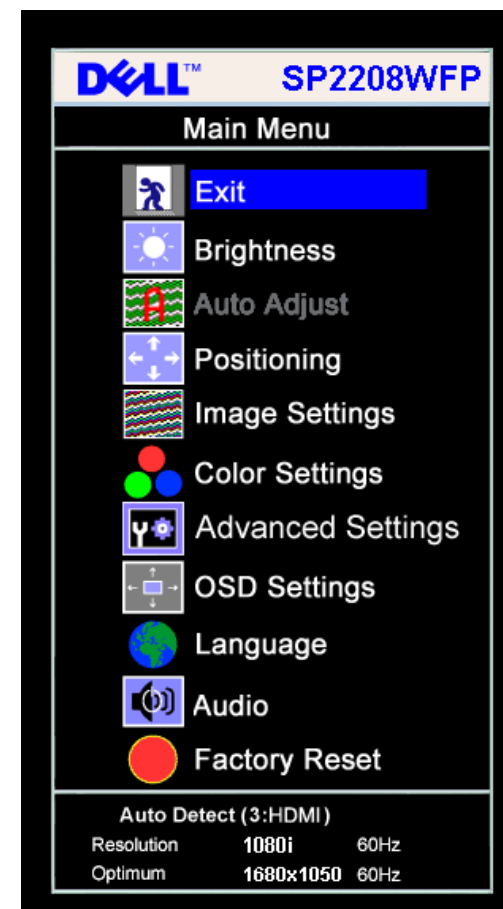 DELL™ SP2208WFP
Main Menu
Exit
Brightness
Auto Adjust
Positioning
Image Settings
Color Settings
Advanced Settings
OSD Settings
Language
Audio
Factory Reset
Auto Detect (3:HDMI)
Resolution 1080i 60Hz
Optimum 1680x1050 60Hz